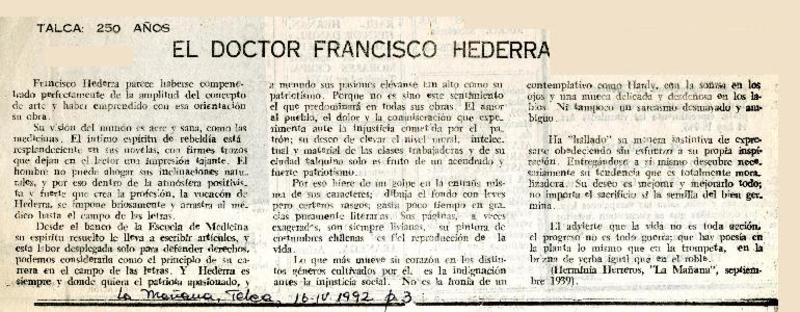 TALCA: 250 AÑOS
EL DOCTOR FRANCISCO HEDERRA
Francisco Hederra parece haberse compene-
trado perfectamente de la amplitud del concepto
de arte y haber emprendido con esa orientación
su obra.
Su visión del mundo es acre y sana, como las
medicinas. El íntimo espíritu de rebeldía está
resplandeciente en sus novelas, con firmes trazos
que dejan en el lector una impresión tajante. El
hombre no puede ahogar sus inclinaciones natu-
rales, y por eso dentro de la atmósfera positivis-
ta y fuerte que crea la profesión, la vocación de
Hederra, se impone briosamente y arrastra al mé-
dico hasta el campo de las letras.
Desde el banco de la Escuela de Medicina
su espíritu resuelto lo lleva a escribir artículos, y
esta labor desplegada solo para defender derechos,
podemos considerarla como el principio de su ca-
rrera en el campo de las letras. Y Hederra es
siempre y donde quiera el patriota apasionado, y
a menudo sus pasiones elévanse tan alto como su
patriotismo. Porque no es sino este sentimiento
el que predominará en todas sus obras. El amor
al pueblo, el dolor y la conmiseración que expe-
rimenta ante la injusticia cometida por el pa-
trón; su deseo de elevar el nivel moral, intelec-
tual y material de las clases trabajadoras y de su
ciudad talquina solo es fruto de un acendrado y
fuerte patriotismo.
Por eso hiere de un golpe en la entraña mis-
ma de sus caracteres; dibuja el fondo con leves
pero certeros rasgos; gasta poco tiempo en gra-
cias puramente literarias. Sus páginas, a veces
exagerados, son siempre livianas, su pintura de
costumbres chilenas es fiel reproducción de la
vida.
Lo que más mueve su corazón en los distin-
tos géneros cultivados por él, es la indignación
antes la injusticia social. No es la ironía de un
contemplativo como Hardy, con la sonrisa en los
ojos y una mueca delicada y desdeñosa en los la-
bios. Ni tampoco un sarcasmo desmayado y am-
biguo.
Ha "hallado" su manera instintiva de expre-
sarse obedeciendo sin esfuerzo a su propia inspi-
ración. Entregándose a sí mismo descubre nece-
sariamente su tendencia que es totalmente mora-
lizadora. Su deseo es mejorar y mejorarlo todo;
no importa el sacrificio si la semilla del bien ger-
mina.
El advierte que la vida no es toda acción,
el progreso no es todo guerra; que hay poesía en
la planta lo mismo que en la trompeta, en la
brizna de yerba igual que en el roble.
(Herminia Herreros, "La Mañana", septiem-
bre 1939).
La Mañana, Talca, 16-IV-1992 p.3